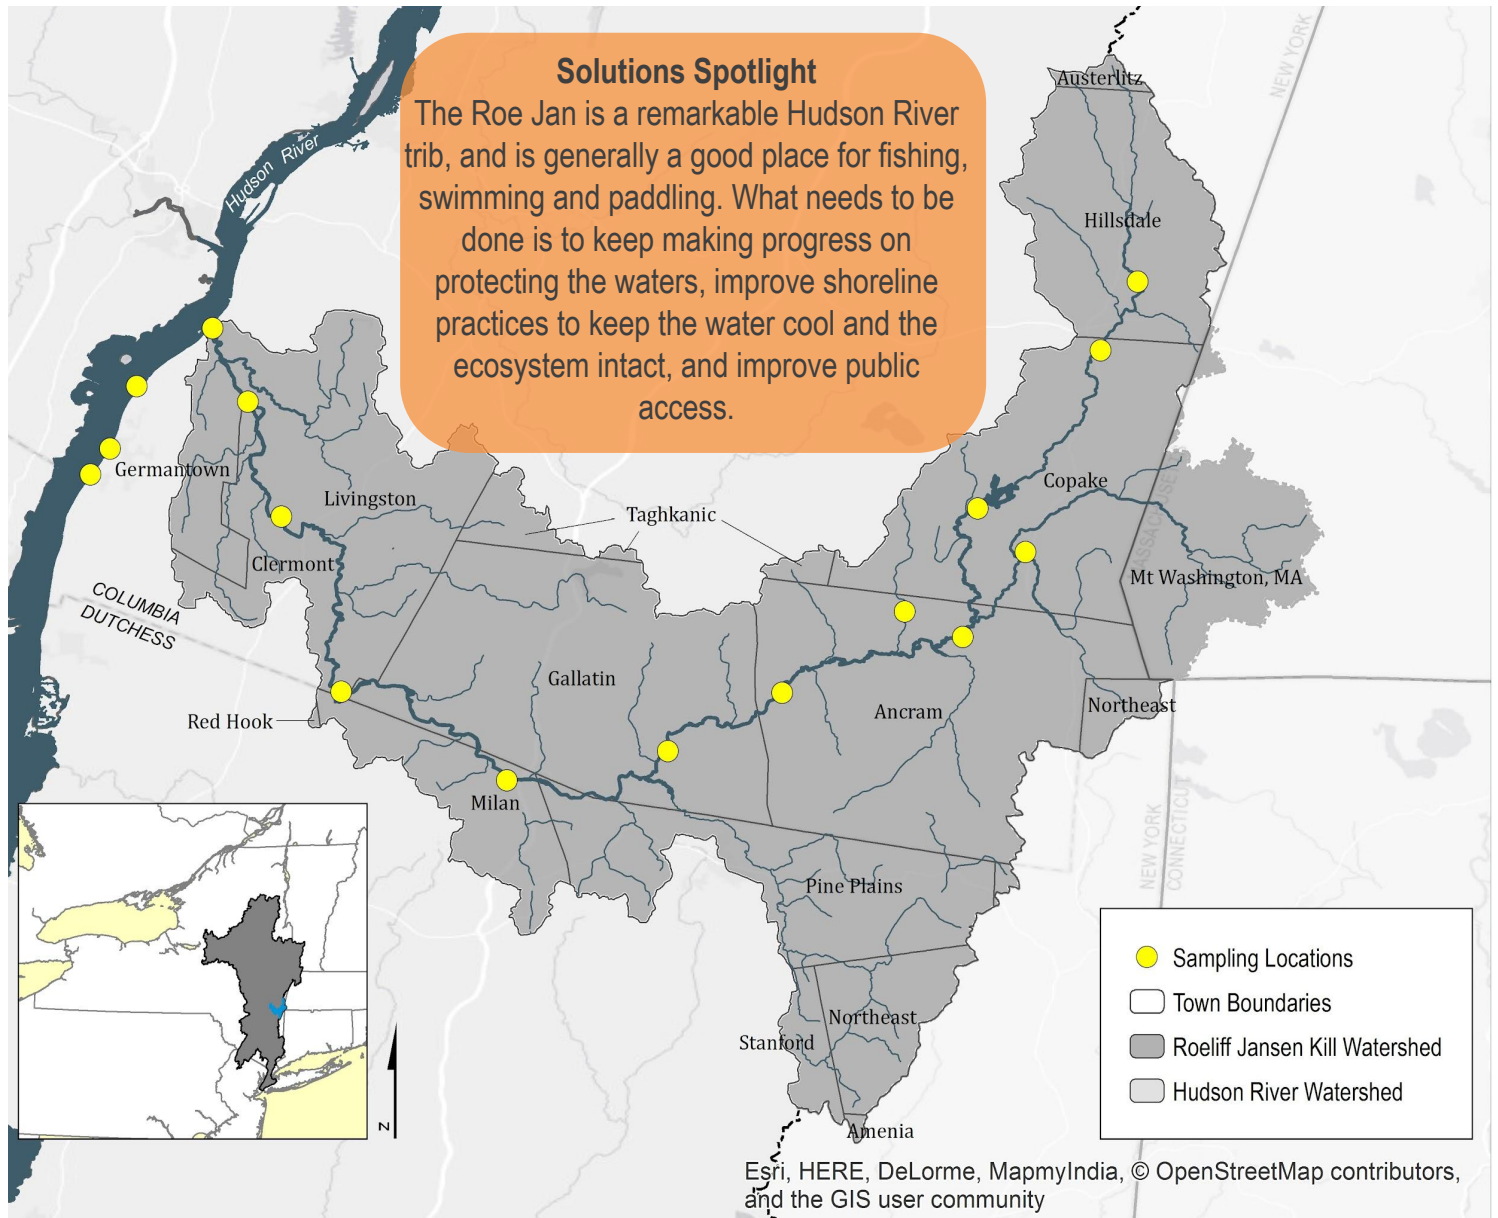 Solutions Spotlight
The Roe Jan is a remarkable Hudson River
trib, and is generally a good place for fishing,
swimming and paddling. What needs to be
done is to keep making progress on
protecting the waters, improve shoreline
practices to keep the water cool and the
ecosystem intact, and improve public
access.
Austerlitz
NEW YORK
Hudson River
Hillsdale
Germantown
Livingston
Copake
MASSACHUSETTS
Taghkanic
Clermont
Mt Washington, MA
COLUMBIA
DUTCHESS
Gallatin
Red Hook
Ancram
Northeast
Milan
NEW YORK
CONNECTICUT
Pine Plains
Northeast
Stanford
Amenia
N
Sampling Locations
Town Boundaries
Roeliff Jansen Kill Watershed
Hudson River Watershed
Esri, HERE, DeLorme, MapmyIndia, © OpenStreetMap contributors,
and the GIS user community